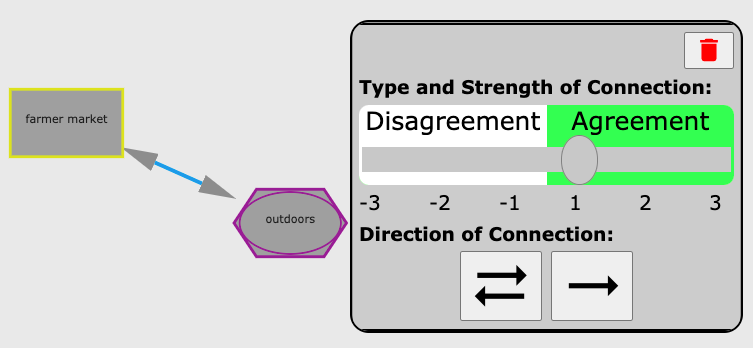 farmer market
outdoors
Type and Strength of Connection:
Disagreement Agreement
-3 -2 -1 1 2 3
Direction of Connection: